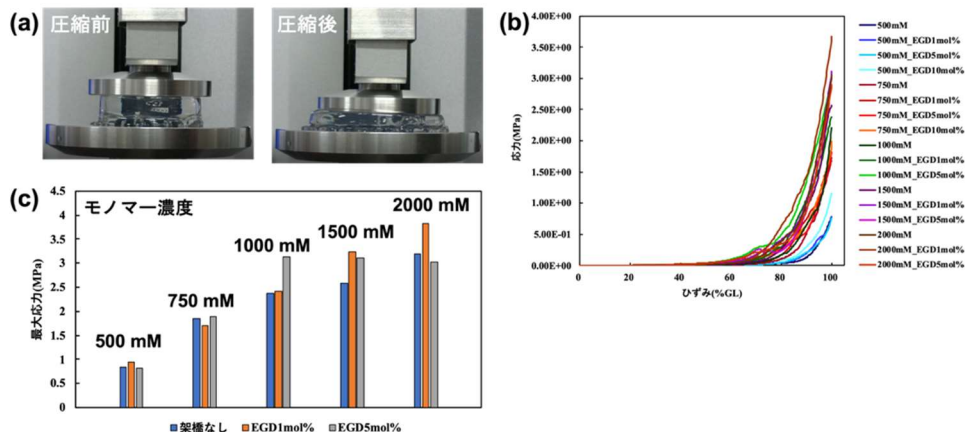 (a)
圧縮前
圧縮後
(b)
応力(MPa)
4.00E+00
3.50E+00
3.00E+00
2.50E+00
2.00E+00
1.50E+00
1.00E+00
5.00E-01
0.00E+00
0
20
40
60
80
100
ひずみ(%GL)
500mM
500mM_EGD1mol%
500mM_EGD5mol%
500mM_EGD10mol%
750mM
750mM_EGD1mol%
750mM_EGD5mol%
750mM_EGD10mol%
1000mM
1000mM_EGD1mol%
1000mM_EGD5mol%
1500mM
1500mM_EGD1mol%
1500mM_EGD5mol%
2000mM
2000mM_EGD1mol%
2000mM_EGD5mol%
(c)
モノマー濃度
最大応力(MPa)
4.5
4
3.5
3
2.5
2
1.5
1
0.5
0
500 mM
750 mM
1000 mM
1500 mM
2000 mM
架橋なし
EGD1mol%
EGD5mol%